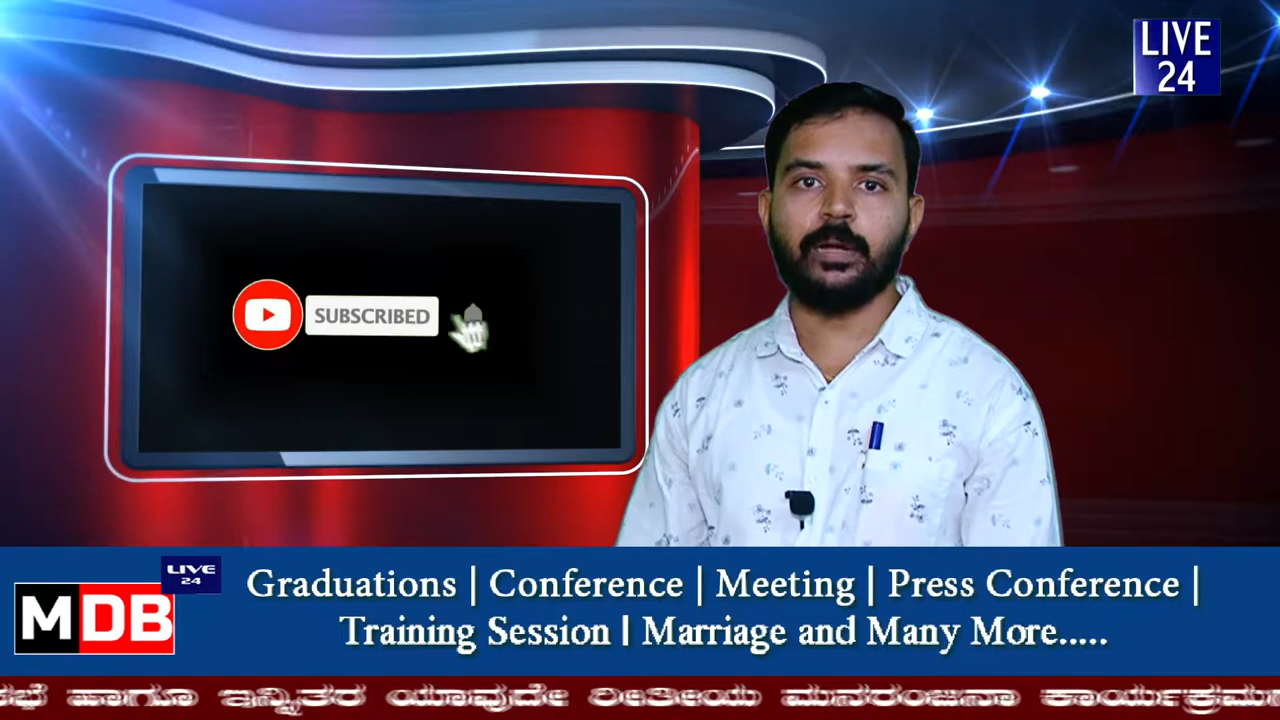 LIVE
24
SUBSCRIBED
LIVE
24
MDB
Graduations | Conference | Meeting | Press Conference |
Training Session | Marriage and Many More.....
ಹಾಗೂ ಇನ್ನಿತರ ಯಾವುದೇ ರೀತೀಯ ಮನರಂಜನಾ